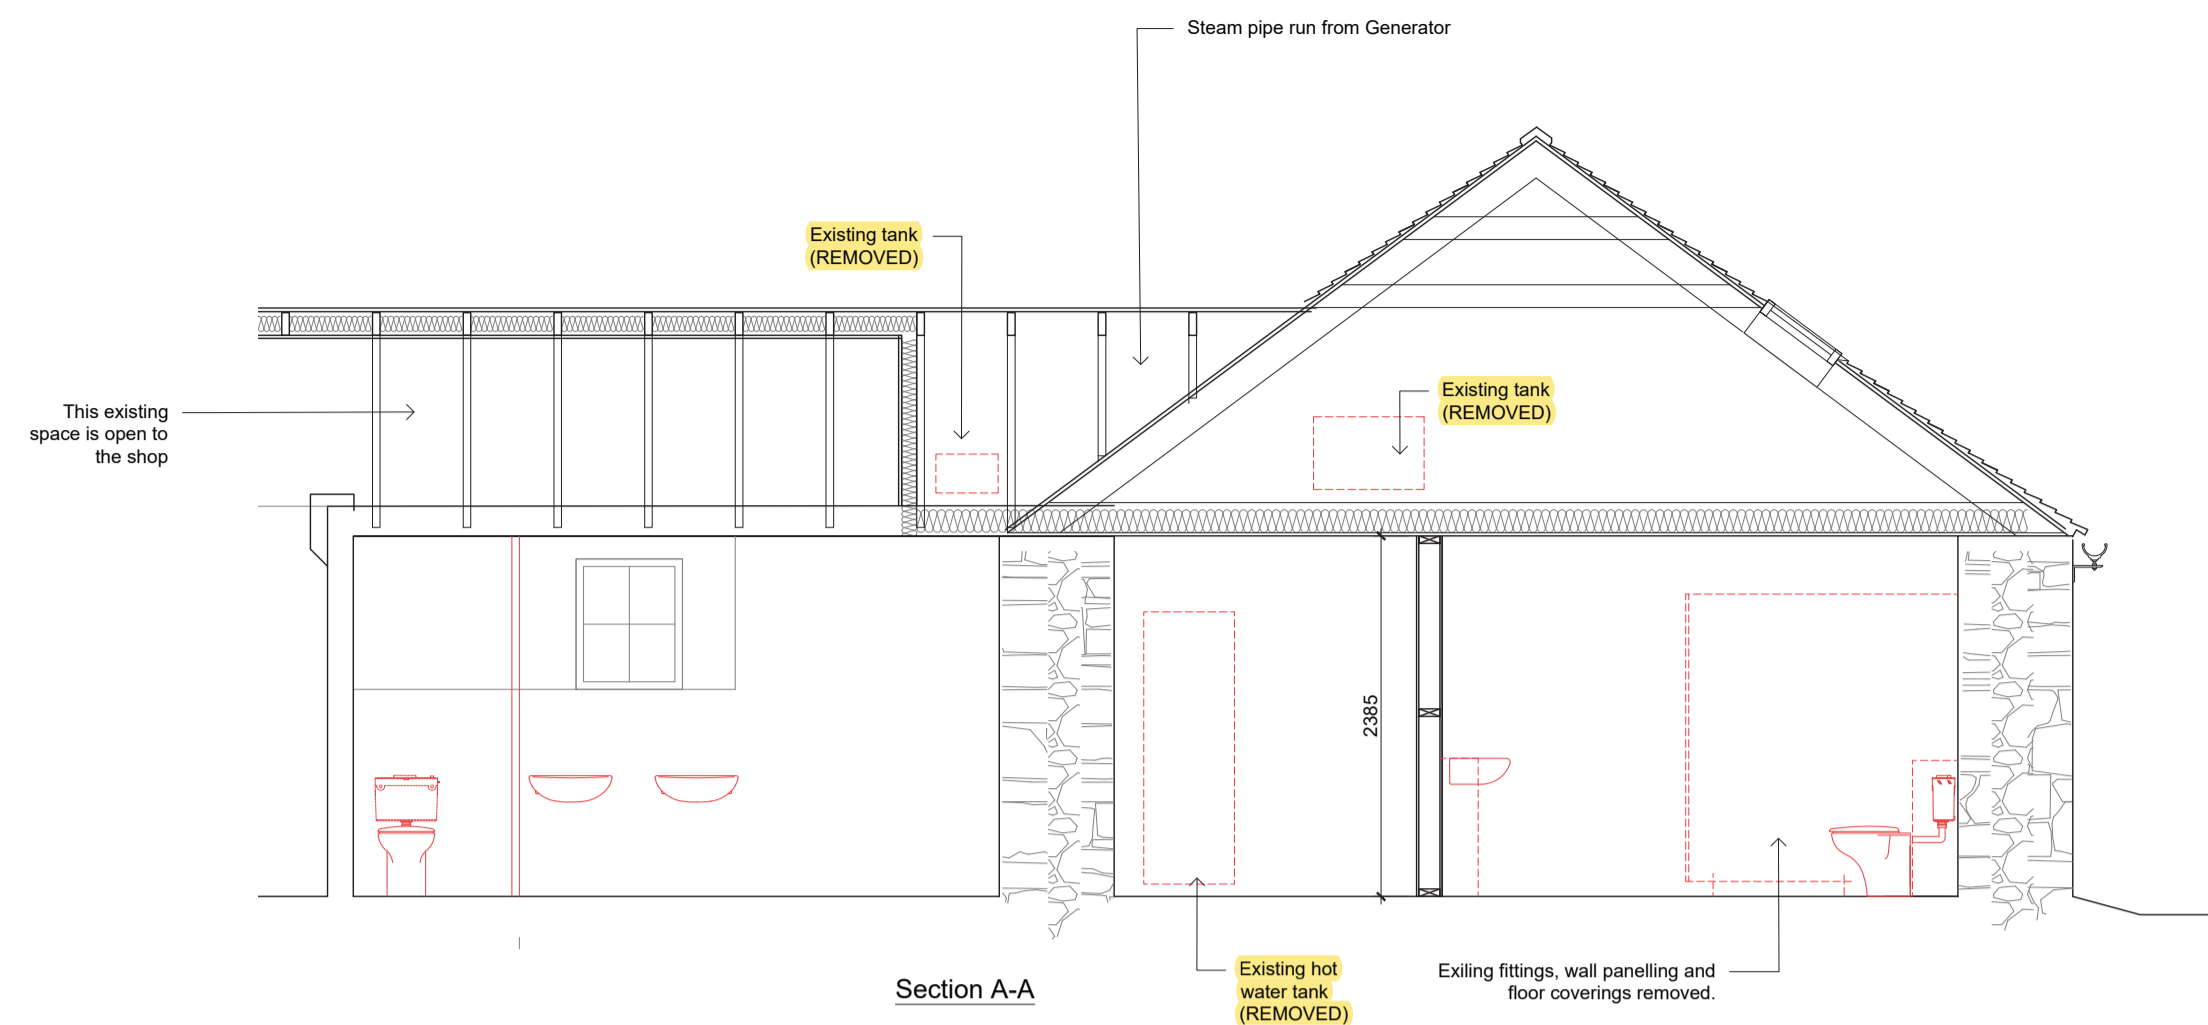 Steam pipe run from Generator
Existing tank
(REMOVED)
Existing tank
(REMOVED)
This existing
space is open to
the shop
2385
Existing hot
water tank
(REMOVED)
Exiling fittings, wall panelling and
floor coverings removed.
Section A-A